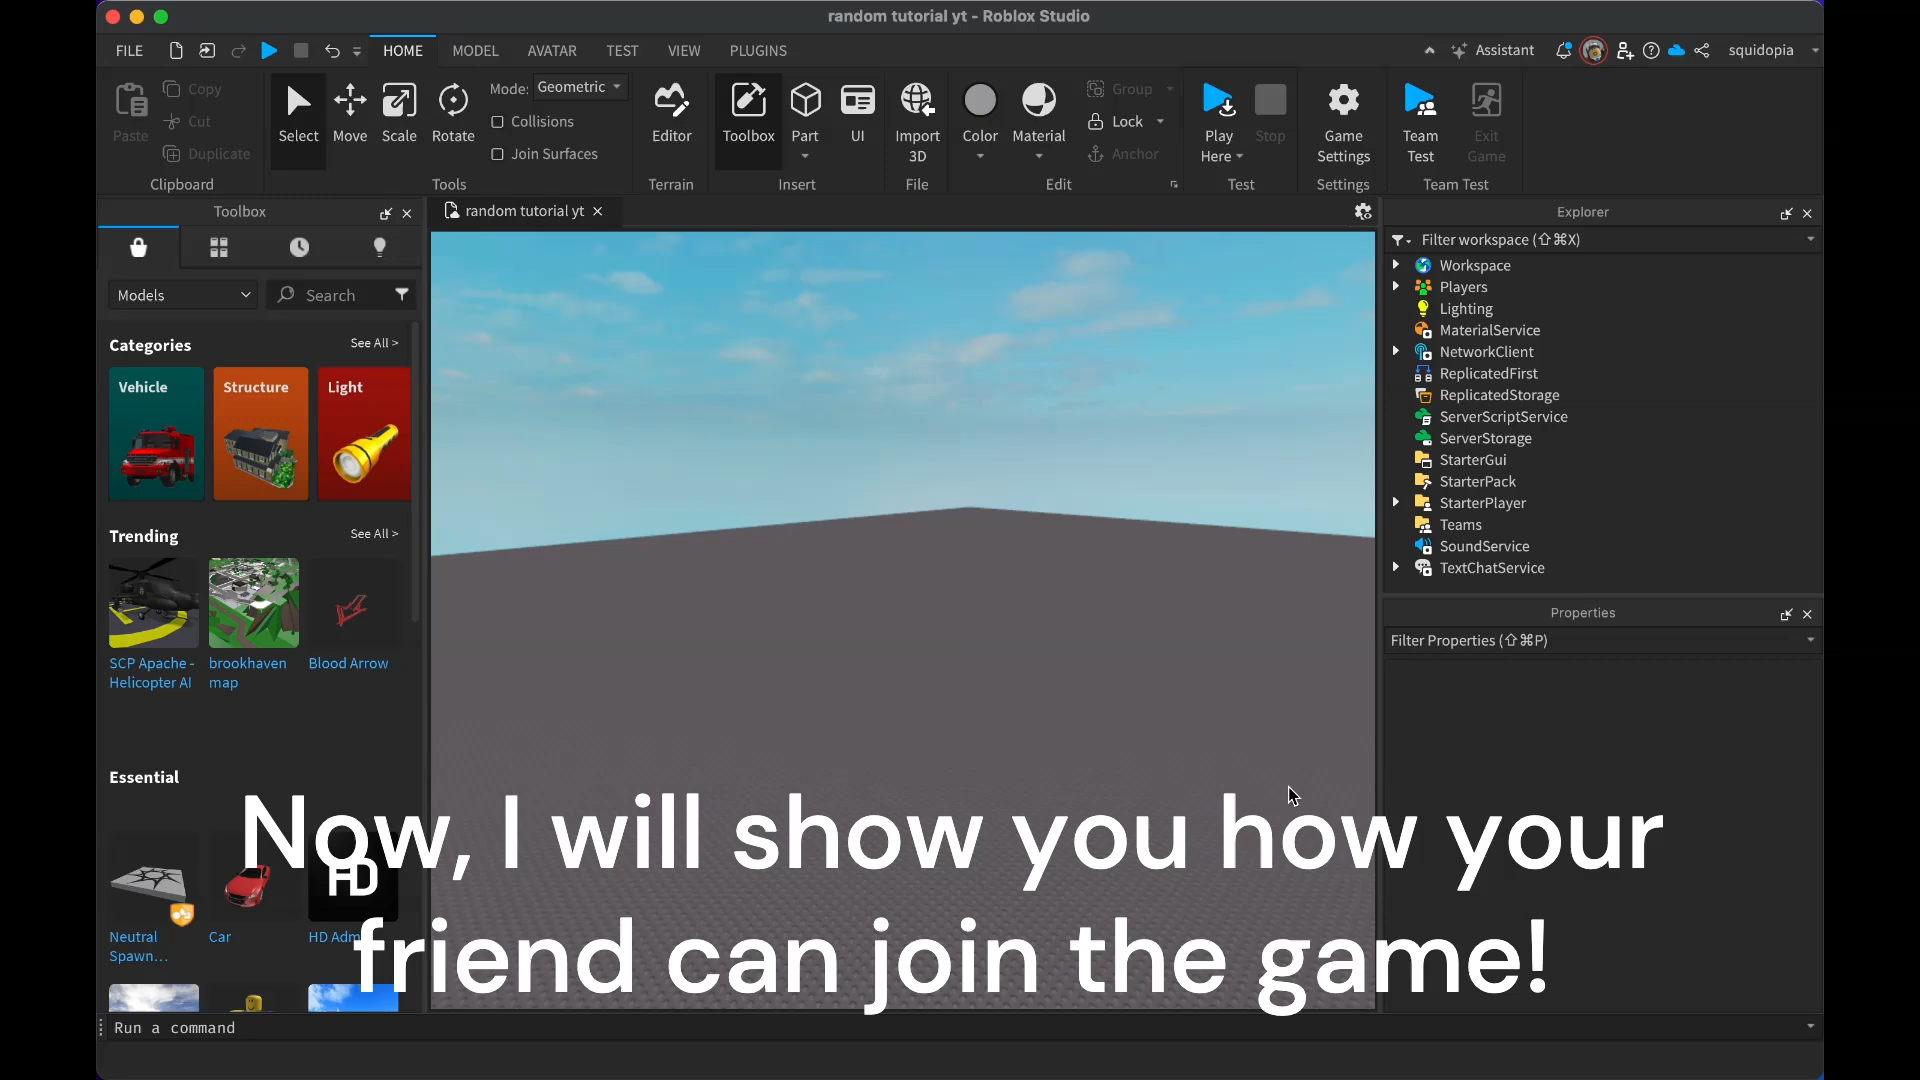 random tutorial yt - Roblox Studio
FILE
HOME
MODEL
AVATAR
TEST
VIEW
PLUGINS
Assistant
squidopia
Paste
Copy
Cut
Duplicate
Clipboard
Select
Move
Scale
Rotate
Mode: Geometric
Collisions
Join Surfaces
Tools
Editor
Terrain
Toolbox
Part
UI
Insert
Import
3D
File
Color
Material
Group
Lock
Anchor
Edit
Play
Here
Stop
Test
Game
Settings
Settings
Team
Test
Exit
Game
Team Test
Toolbox
random tutorial yt
Explorer
Models
Search
Filter workspace (⇧⌘X)
Categories
See All >
Vehicle
Structure
Light
Trending
See All >
SCP Apache -
Helicopter AI
brookhaven
map
Blood Arrow
Essential
HD
Neutral
Spawn...
Car
HD Adm
Workspace
Players
Lighting
MaterialService
NetworkClient
ReplicatedFirst
ReplicatedStorage
ServerScriptService
ServerStorage
StarterGui
StarterPack
StarterPlayer
Teams
SoundService
TextChatService
Properties
Filter Properties (⇧⌘P)
Now, I will show you how your
friend can join the game!
Run a command